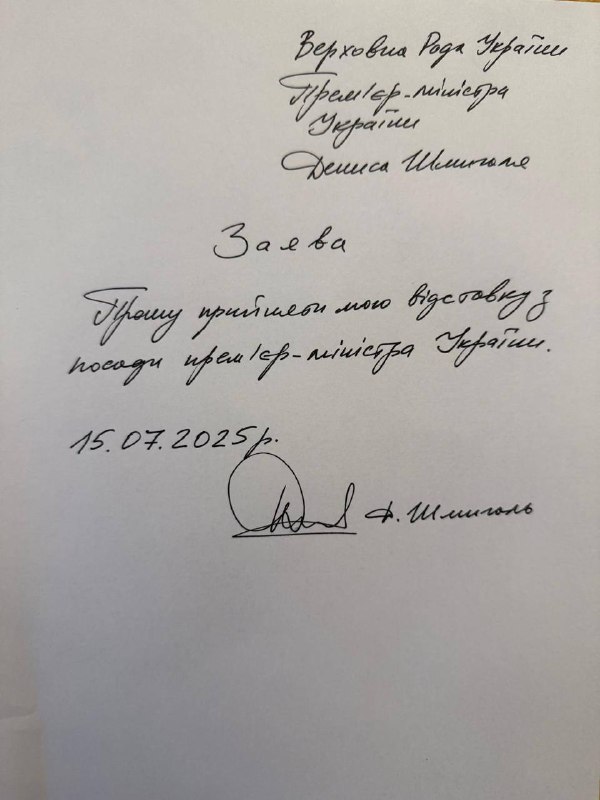 Верховна Рада України
Прем'єр-міністра
України
Дениса Шмигаля
Заява
Прошу прийняти мою відставку з
посади прем'єр-міністра України.
15.07.2025р.
Д. Шмигаль